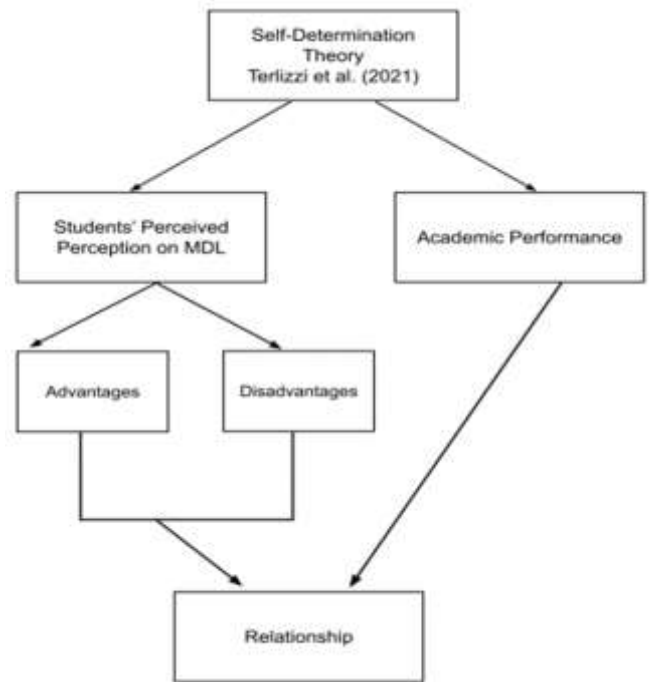 Self-Determination
Theory
Terlizzi et al. (2021)
Students' Perceived
Perception on MDL
Academic Performance
Advantages
Disadvantages
Relationship